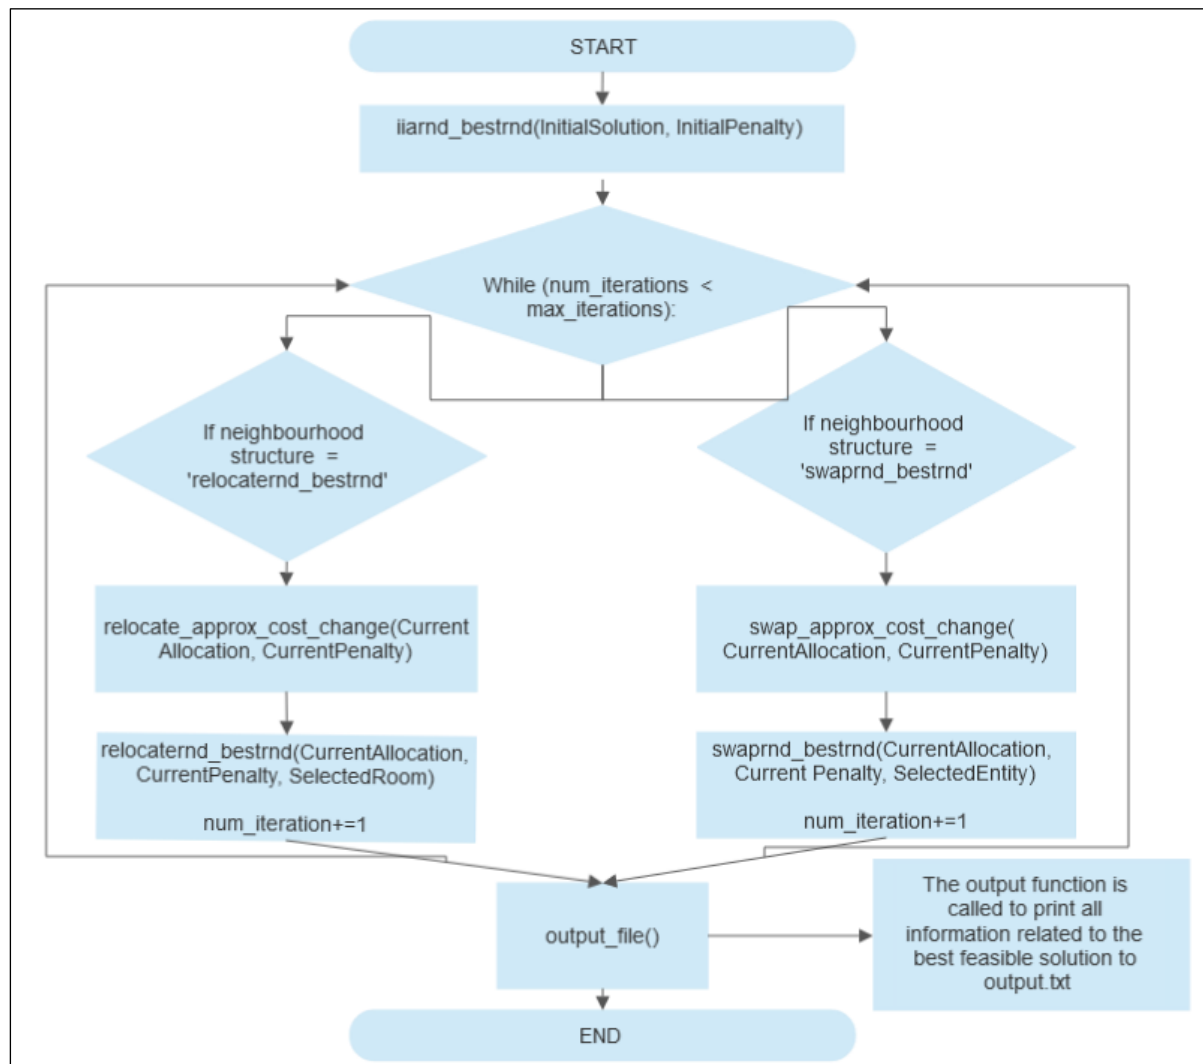 START
iiarnd_bestrnd(InitialSolution, InitialPenalty)
While (num_iterations <
max_iterations):
If neighbourhood
structure =
'relocaternd_bestrnd'
If neighbourhood
structure =
'swaprnd_bestrnd'
relocate_approx_cost_change(Current
Allocation, CurrentPenalty)
swap_approx_cost_change(
CurrentAllocation, CurrentPenalty)
relocaternd_bestrnd(CurrentAllocation,
CurrentPenalty, SelectedRoom)
num_iteration+=1
swaprnd_bestrnd(CurrentAllocation,
Current Penalty, SelectedEntity)
num_iteration+=1
output_file()
The output function is
called to print all
information related to the
best feasible solution to
output.txt
END